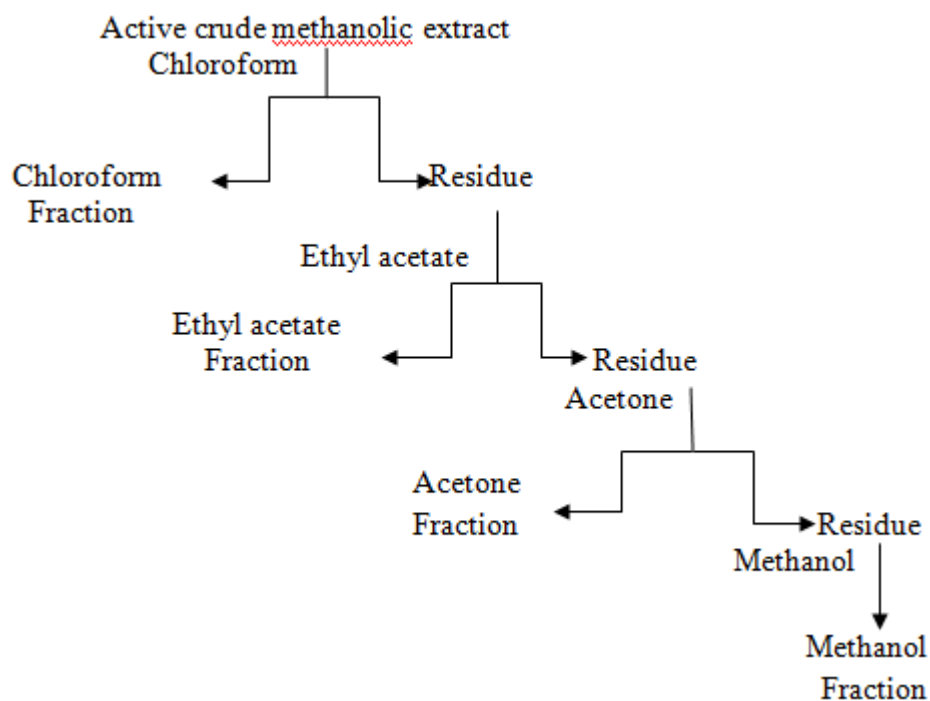 Active crude methanolic extract
Chloroform
Chloroform
Fraction
Residue
Ethyl acetate
Ethyl acetate
Fraction
Residue
Acetone
Acetone
Fraction
Residue
Methanol
Methanol
Fraction